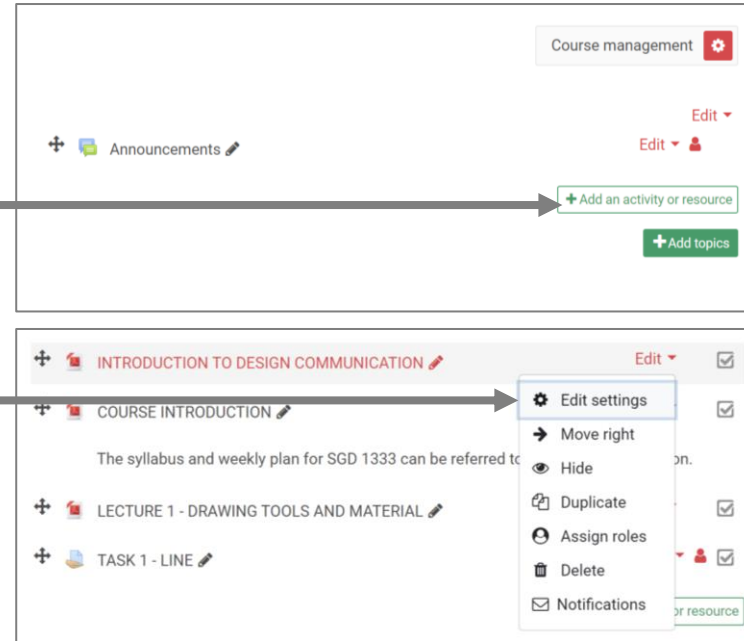 Course management
Edit
Announcements
Edit
+ Add an activity or resource
+ Add topics
INTRODUCTION TO DESIGN COMMUNICATION
Edit
Edit settings
COURSE INTRODUCTION
Move right
The syllabus and weekly plan for SGD 1333 can be referred to
on.
Hide
Duplicate
LECTURE 1 - DRAWING TOOLS AND MATERIAL
Assign roles
TASK 1 - LINE
Delete
Notifications
or resource